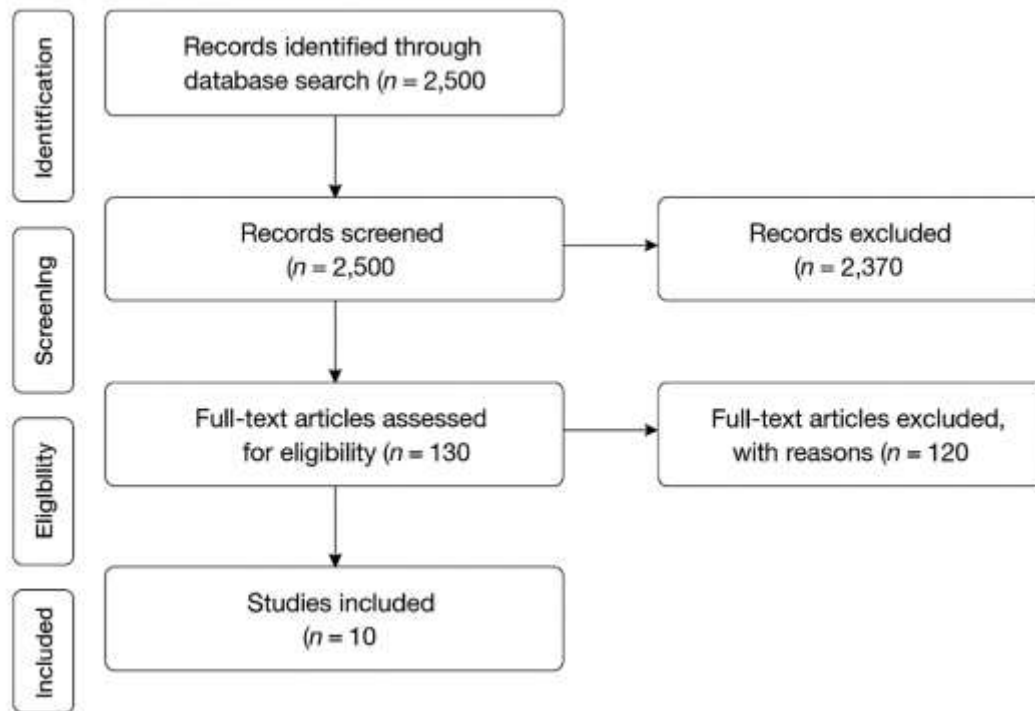 Identification
Records identified through
database search (n = 2,500
Screening
Records screened
(n = 2,500
Records excluded
(n = 2,370
Eligibility
Full-text articles assessed
for eligibility (n = 130
Full-text articles excluded,
with reasons (n = 120
Included
Studies included
(n = 10